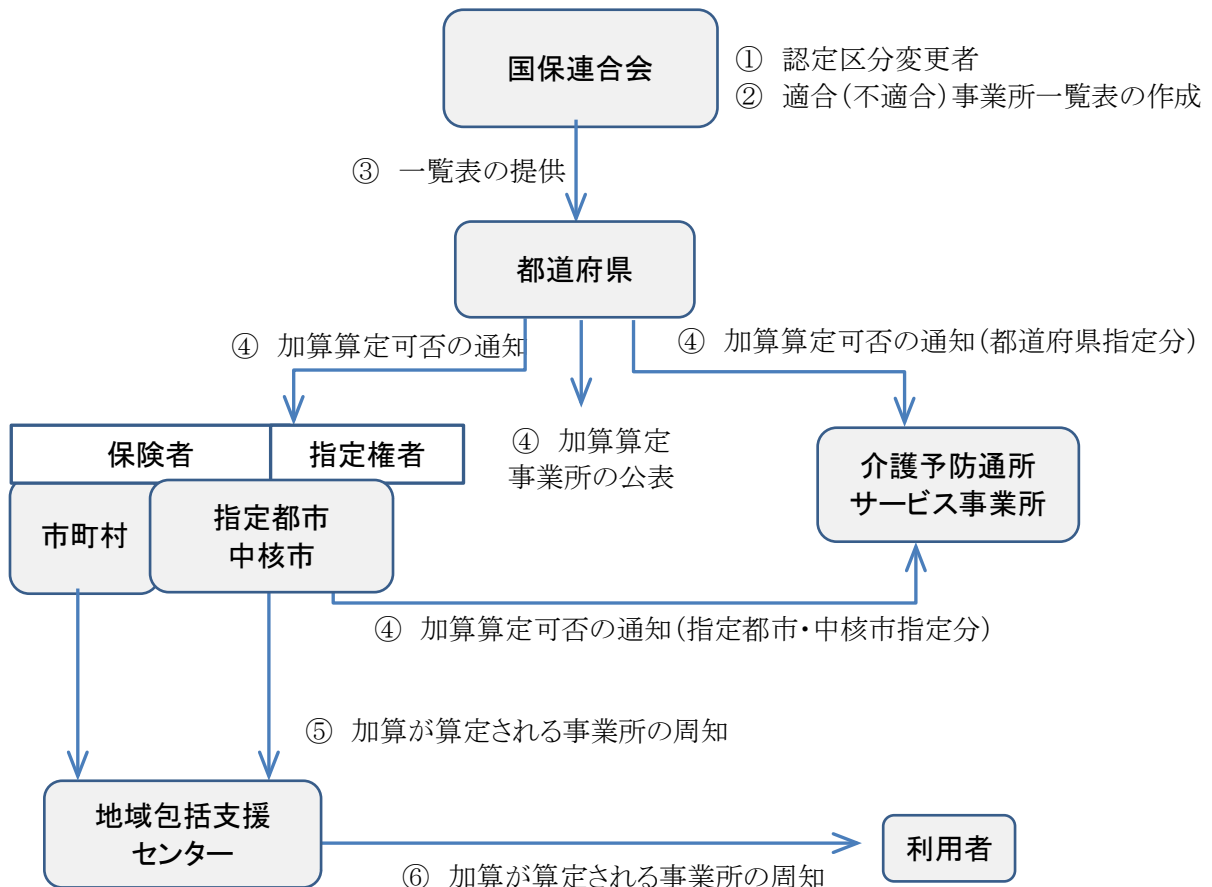 国保連合会
① 認定区分変更者
② 適合(不適合)事業所一覧表の作成
③ 一覧表の提供
都道府県
④ 加算算定可否の通知
④ 加算算定可否の通知(都道府県指定分)
保険者
指定権者
④ 加算算定
事業所の公表
介護予防通所
サービス事業所
市町村
指定都市
中核市
④ 加算算定可否の通知(指定都市・中核市指定分)
⑤ 加算が算定される事業所の周知
地域包括支援
センター
利用者
⑥ 加算が算定される事業所の周知